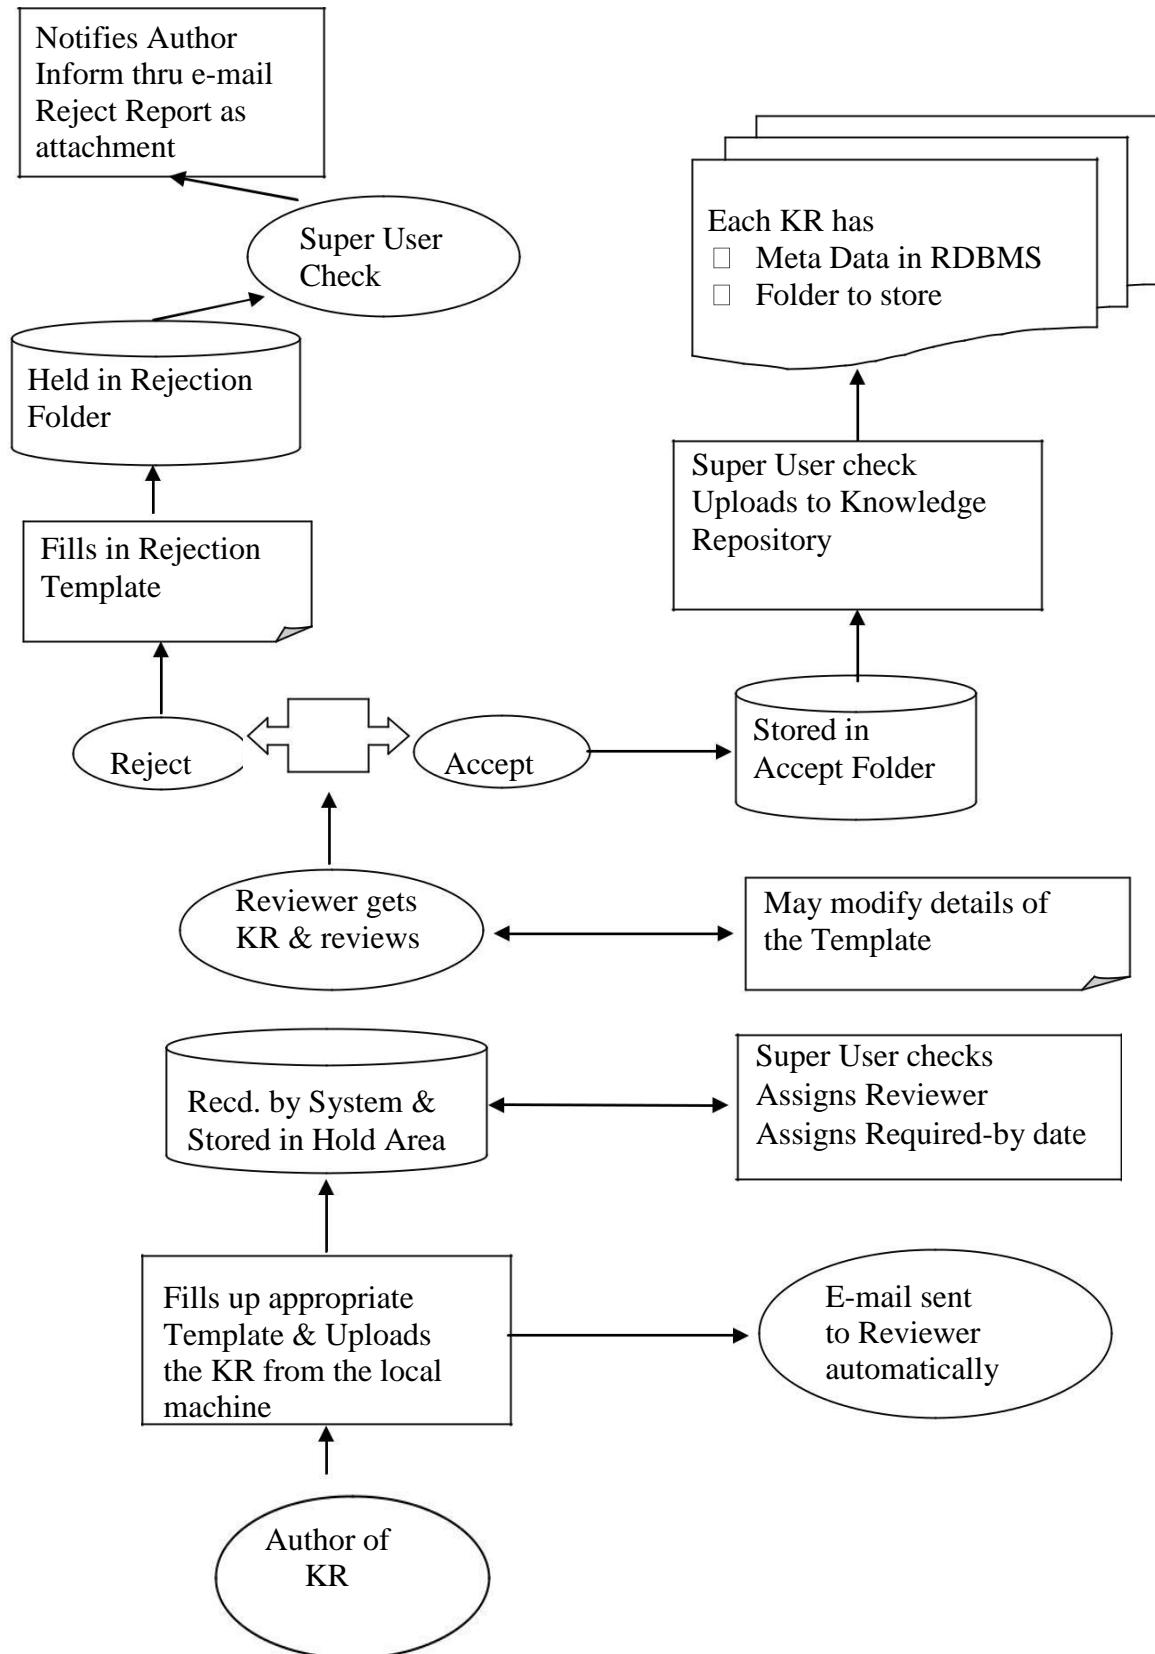 Notifies Author
Inform thru e-mail
Reject Report as
attachment
Super User
Check
Each KR has
Meta Data in RDBMS
Folder to store
Held in Rejection
Folder
Super User check
Uploads to Knowledge
Repository
Fills in Rejection
Template
Reject
Accept
Stored in
Accept Folder
Reviewer gets
KR & reviews
May modify details of
the Template
Recd. by System &
Stored in Hold Area
Super User checks
Assigns Reviewer
Assigns Required-by date
Fills up appropriate
Template & Uploads
the KR from the local
machine
E-mail sent
to Reviewer
automatically
Author of
KR